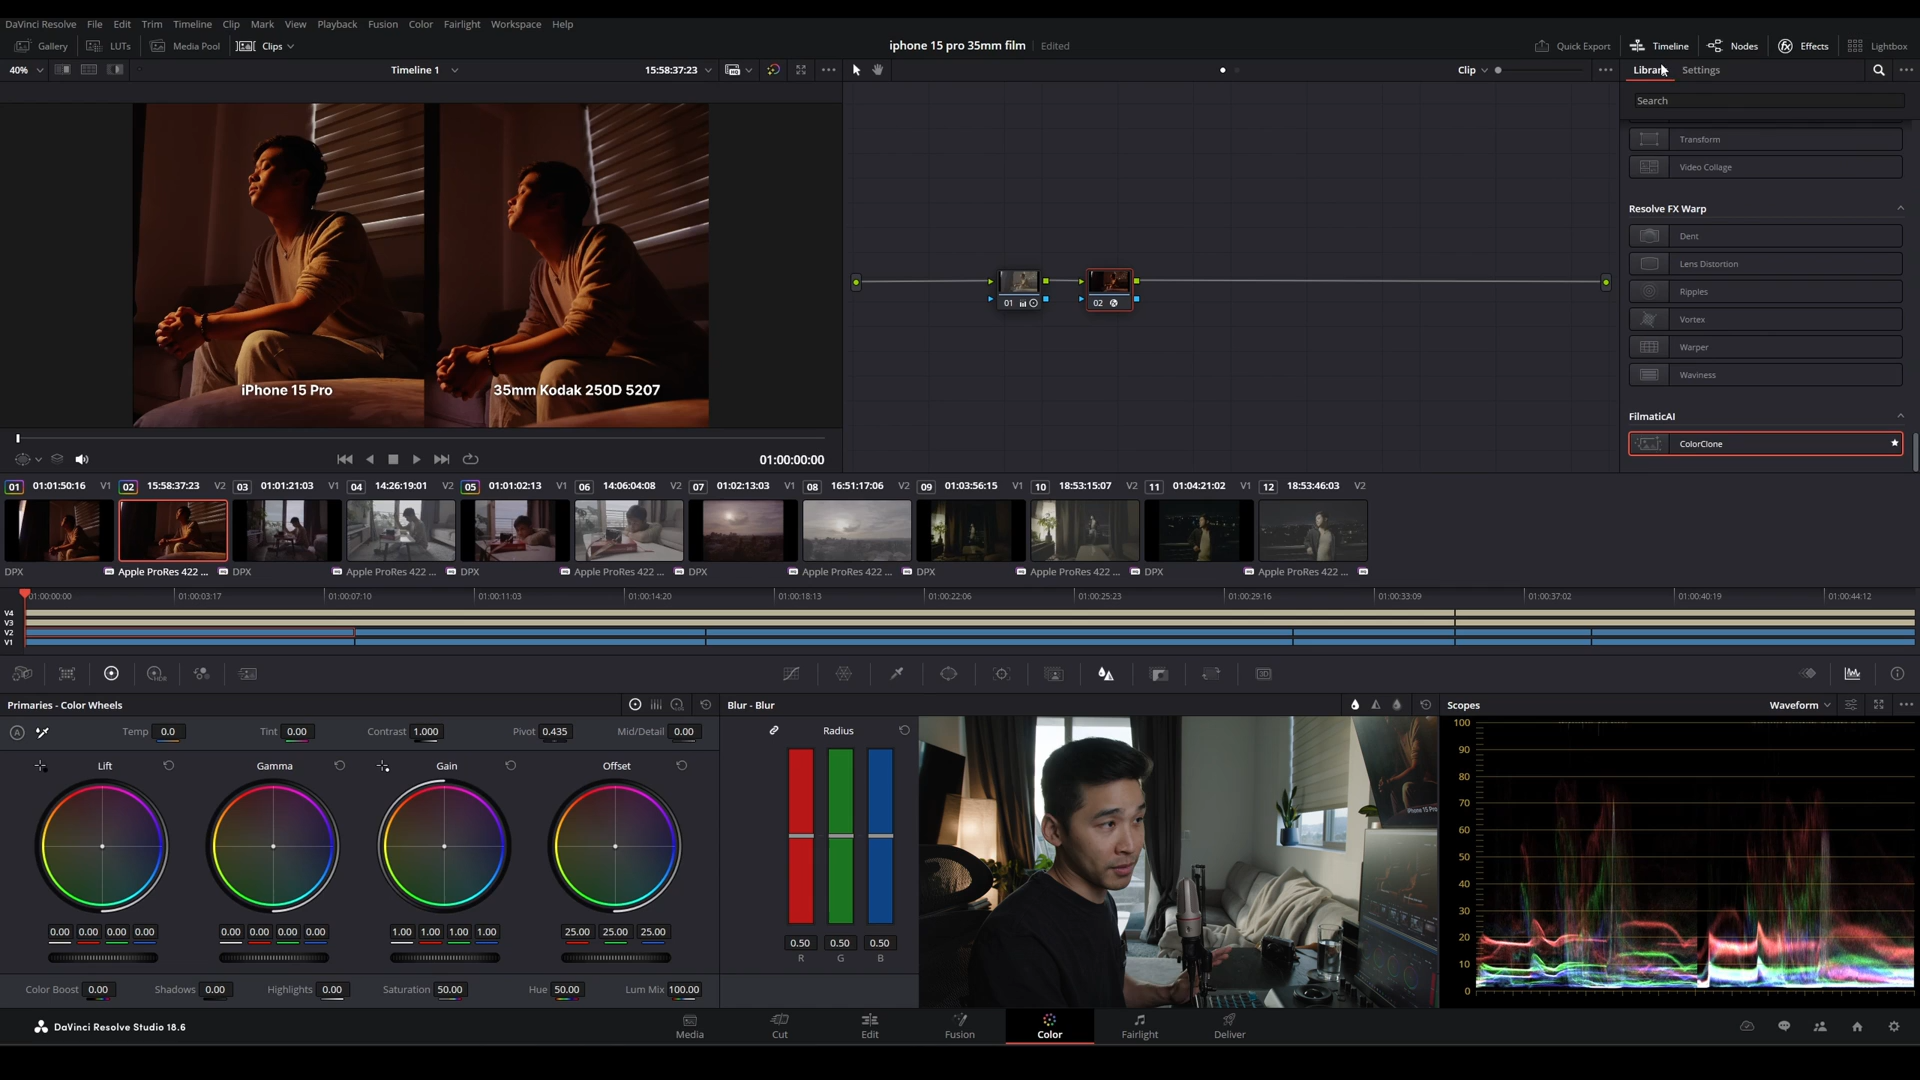 DaVinci Resolve File Edit Trim Timeline Clip Mark View Playback Fusion Color Fairlight Workspace Help
Gallery LUTs Media Pool Clips iphone 15 pro 35mm film Edited Quick Export Timeline Nodes Effects Lightbox
40% Timeline 1 15:58:37:23 Clip Library Settings
Search
Transform
Video Collage
Resolve FX Warp
Dent
Lens Distortion
Ripples
Vortex
Warper
Waviness
FilmaticAI
ColorClone
01 02
iPhone 15 Pro 35mm Kodak 250D 5207
01:00:00:00
01 01:01:50:16 V1 02 15:58:37:23 V2 03 01:01:21:03 V1 04 14:26:19:01 V2 05 01:01:02:13 V1 06 14:06:04:08 V2 07 01:02:13:03 V1 08 16:51:17:06 V2 09 01:03:56:15 V1 10 18:53:15:07 V2 11 01:04:21:02 V1 12 18:53:46:03 V2
DPX Apple ProRes 422 ... DPX Apple ProRes 422 ... DPX Apple ProRes 422 ... DPX Apple ProRes 422 ... DPX Apple ProRes 422 ... DPX Apple ProRes 422 ...
01:00:00:00 01:00:03:17 01:00:07:10 01:00:11:03 01:00:14:20 01:00:18:13 01:00:22:06 01:00:25:23 01:00:29:16 01:00:33:09 01:00:37:02 01:00:40:19 01:00:44:12
V4
V3
V2
V1
HDR 3D
Primaries - Color Wheels Blur - Blur Scopes Waveform
A Temp 0.0 Tint 0.00 Contrast 1.000 Pivot 0.435 Mid/Detail 0.00 Radius
Lift Gamma Gain Offset
0.00 0.00 0.00 0.00 0.00 0.00 0.00 0.00 1.00 1.00 1.00 1.00 25.00 25.00 25.00
0.50 0.50 0.50
R G B
Color Boost 0.00 Shadows 0.00 Highlights 0.00 Saturation 50.00 Hue 50.00 Lum Mix 100.00
iPhone 15 Pro
100
90
80
70
60
50
40
30
20
10
0
DaVinci Resolve Studio 18.6 Media Cut Edit Fusion Color Fairlight Deliver